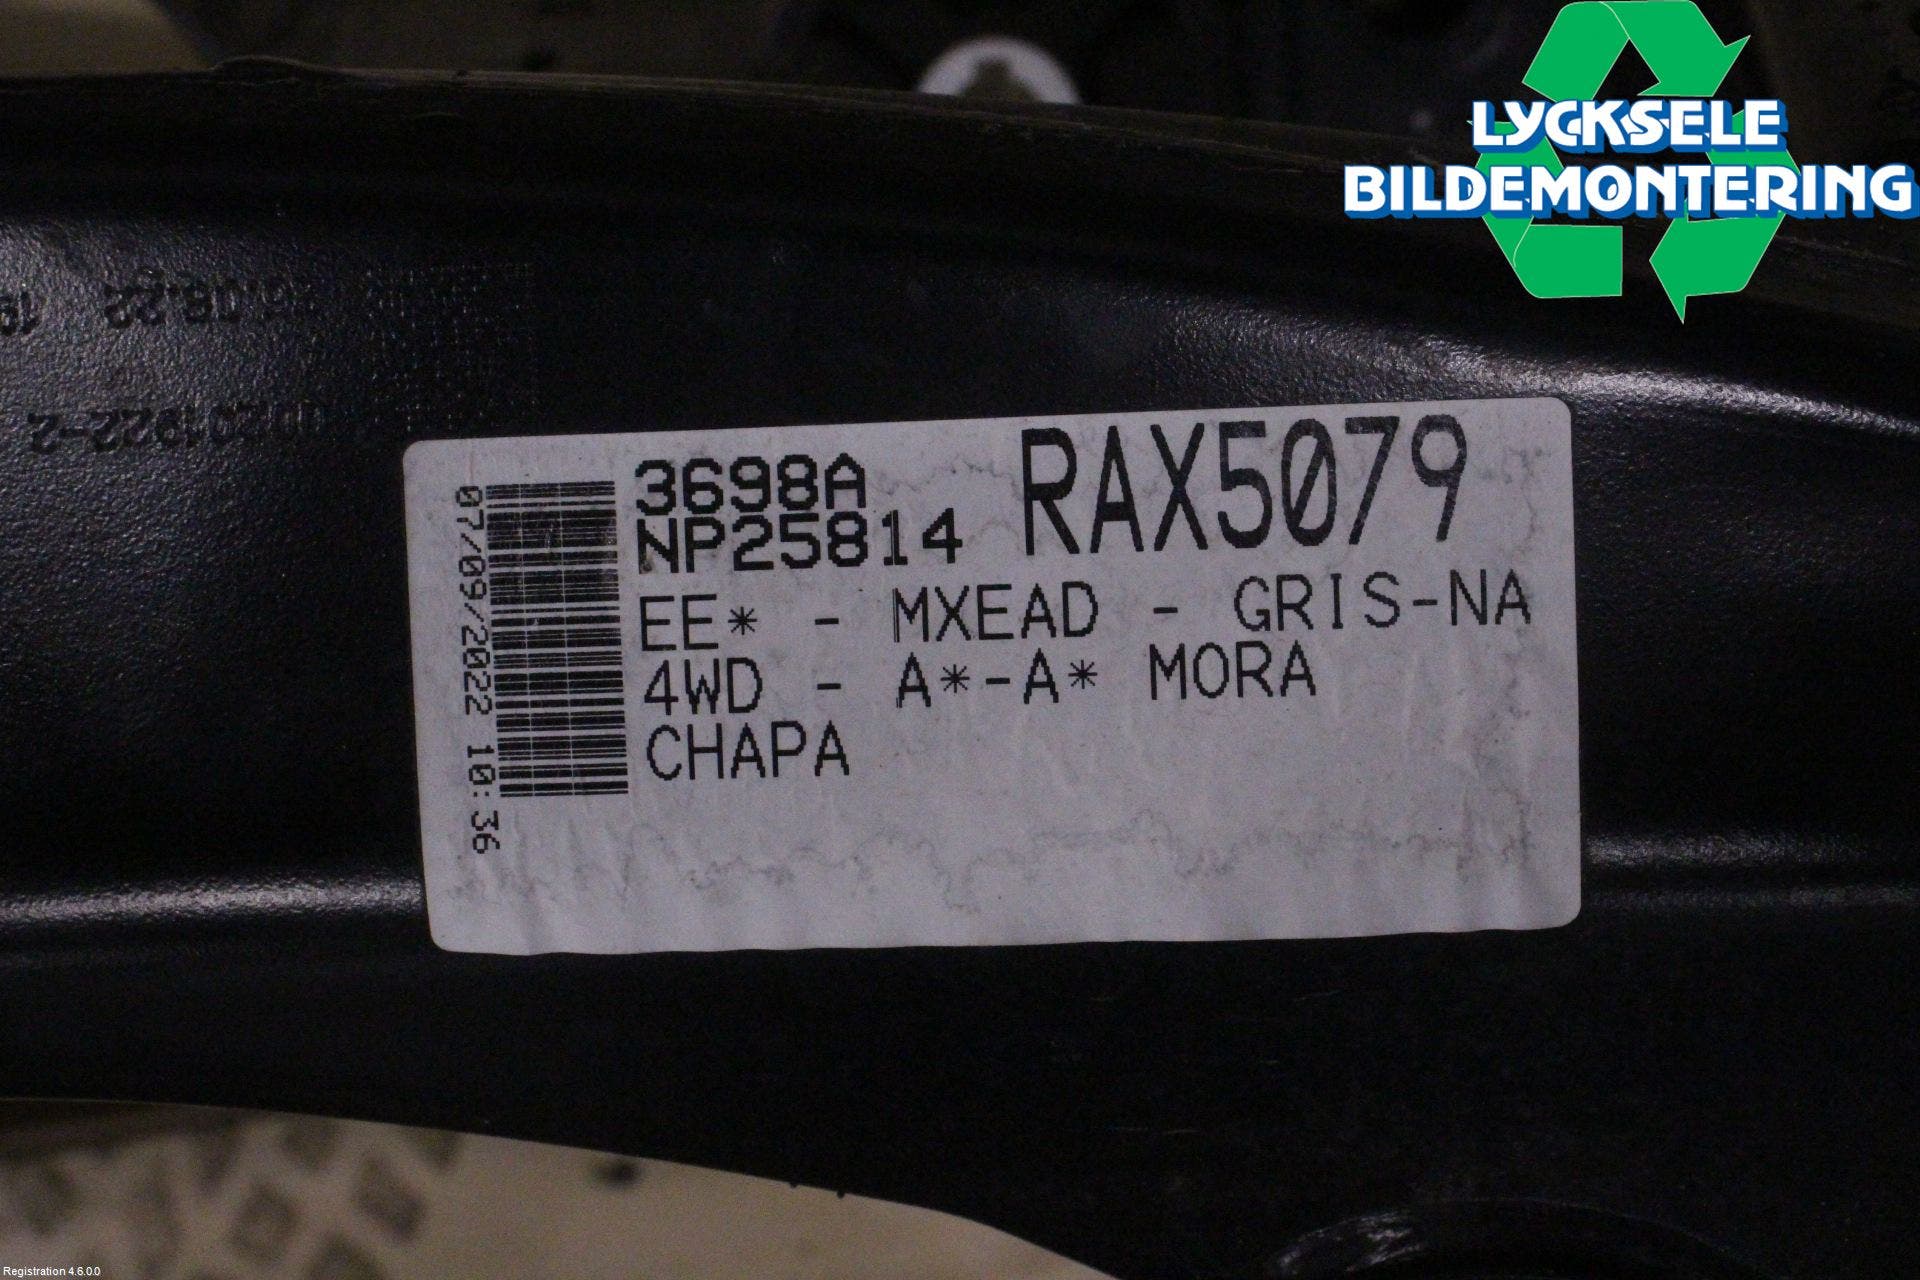 LYCKSELE
BILDEMONTERING
3698A
RAX5079
NP25814
EE* - MXEAD - GRIS-NA
4WD - A*-A* MORA
CHAPA
07/09/2022 10:36
Registration 4.6.0.0